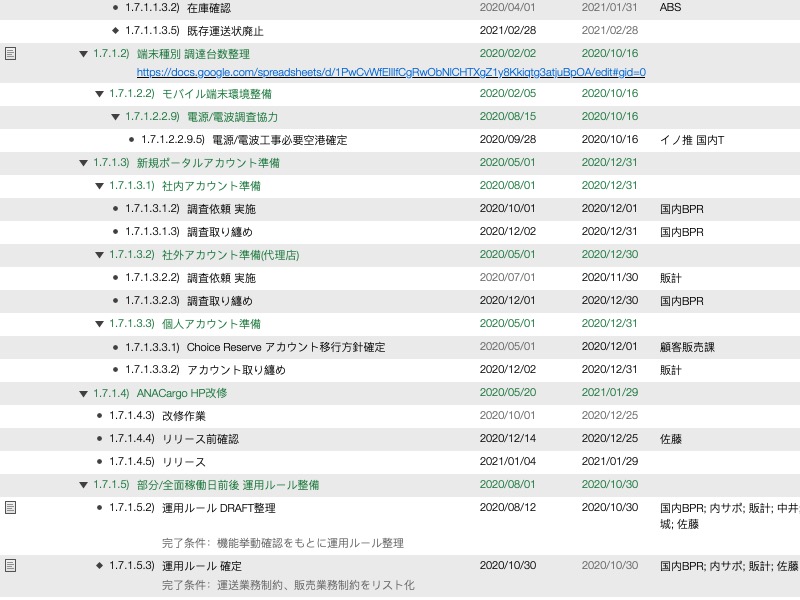 1.7.1.1.3.2) 在庫確認 2020/04/01 2021/01/31 ABS
1.7.1.1.3.5) 既存運送状廃止 2021/02/28 2021/02/28
1.7.1.2) 端末種別 調達台数整理 2020/02/02 2020/10/16
1.7.1.2.2) モバイル端末環境整備 2020/02/05 2020/10/16
1.7.1.2.2.9) 電源/電波調査協力 2020/08/15 2020/10/16
1.7.1.2.2.9.5) 電源/電波工事必要空港確定 2020/09/28 2020/10/16 イノ推 国内T
1.7.1.3) 新規ポータルアカウント準備 2020/05/01 2020/12/31
1.7.1.3.1) 社内アカウント準備 2020/08/01 2020/12/31
1.7.1.3.1.2) 調査依頼 実施 2020/10/01 2020/12/01 国内BPR
1.7.1.3.1.3) 調査取り纏め 2020/12/02 2020/12/31 国内BPR
1.7.1.3.2) 社外アカウント準備(代理店) 2020/05/01 2020/12/30
1.7.1.3.2.2) 調査依頼 実施 2020/07/01 2020/11/30 販計
1.7.1.3.2.3) 調査取り纏め 2020/12/01 2020/12/30 国内BPR
1.7.1.3.3) 個人アカウント準備 2020/05/01 2020/12/31
1.7.1.3.3.1) Choice Reserve アカウント移行方針確定 2020/05/01 2020/12/01 顧客販売課
1.7.1.3.3.2) アカウント取り纏め 2020/12/02 2020/12/31 販計
1.7.1.4) ANACargo HP改修 2020/05/20 2021/01/29
1.7.1.4.3) 改修作業 2020/10/01 2020/12/25
1.7.1.4.4) リリース前確認 2020/12/14 2020/12/25 佐藤
1.7.1.4.5) リリース 2021/01/04 2021/01/29
1.7.1.5) 部分/全面稼働日前後 運用ルール整備 2020/08/01 2020/10/30
1.7.1.5.2) 運用ルール DRAFT整理 2020/08/12 2020/10/30 国内BPR; 内サポ; 販計; 中井
城; 佐藤
完了条件: 機能挙動確認をもとに運用ルール整理
1.7.1.5.3) 運用ルール 確定 2020/10/30 2020/10/30 国内BPR; 内サポ; 販計; 佐藤
完了条件: 運送業務制約、販売業務制約をリスト化